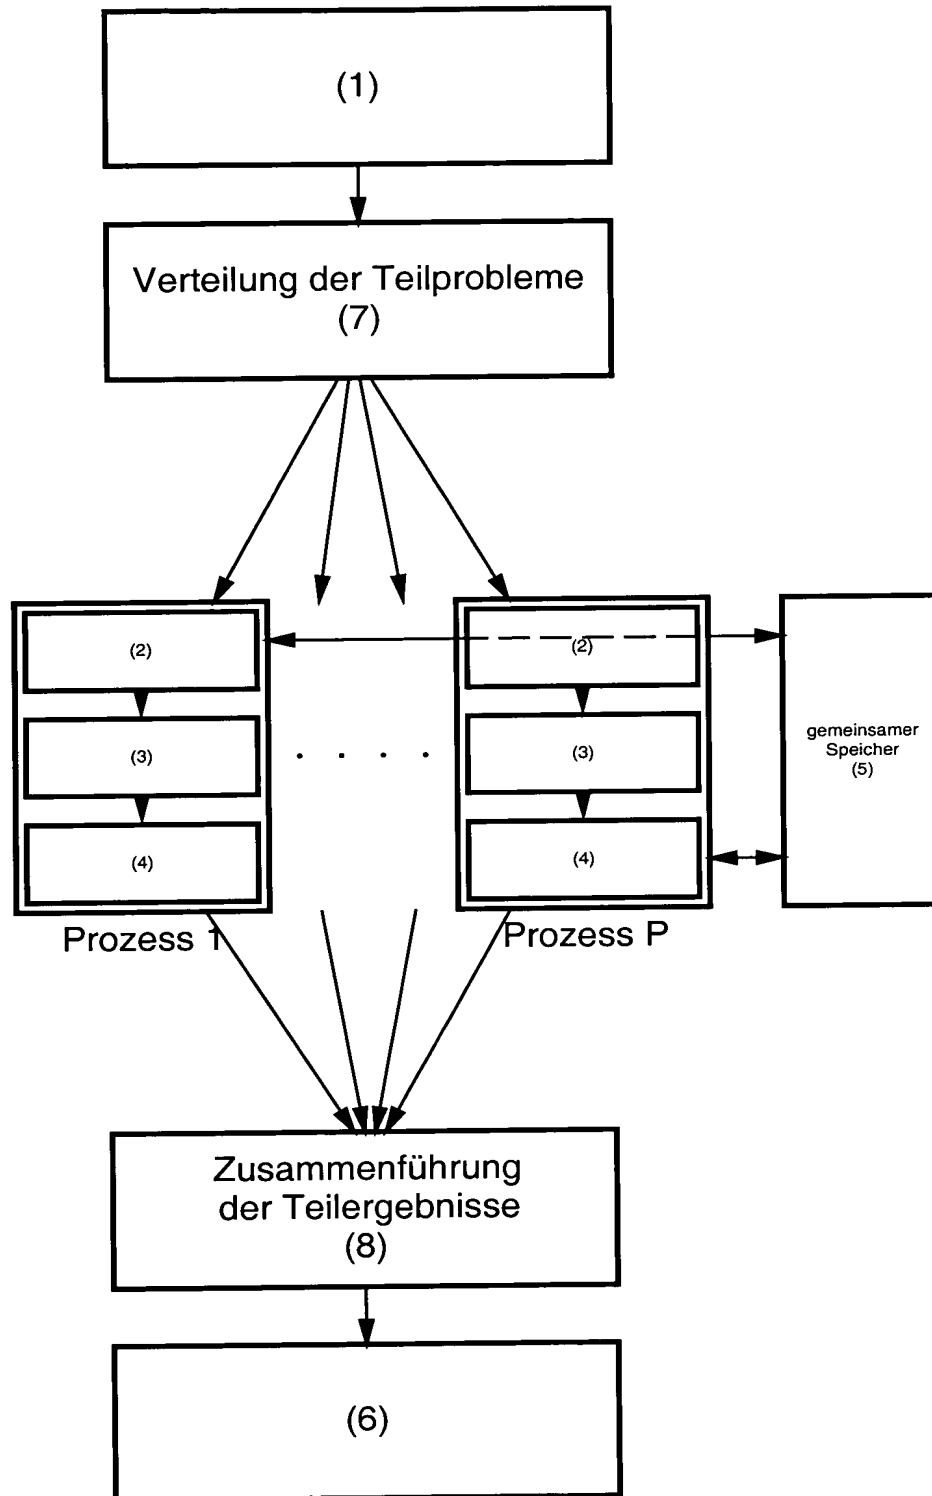 (1)
Verteilung der Teilprobleme
(7)
(2)
(3)
(4)
Prozess 1
. . . .
(2)
(3)
(4)
Prozess P
gemeinsamer
Speicher
(5)
Zusammenführung
der Teilergebnisse
(8)
(6)